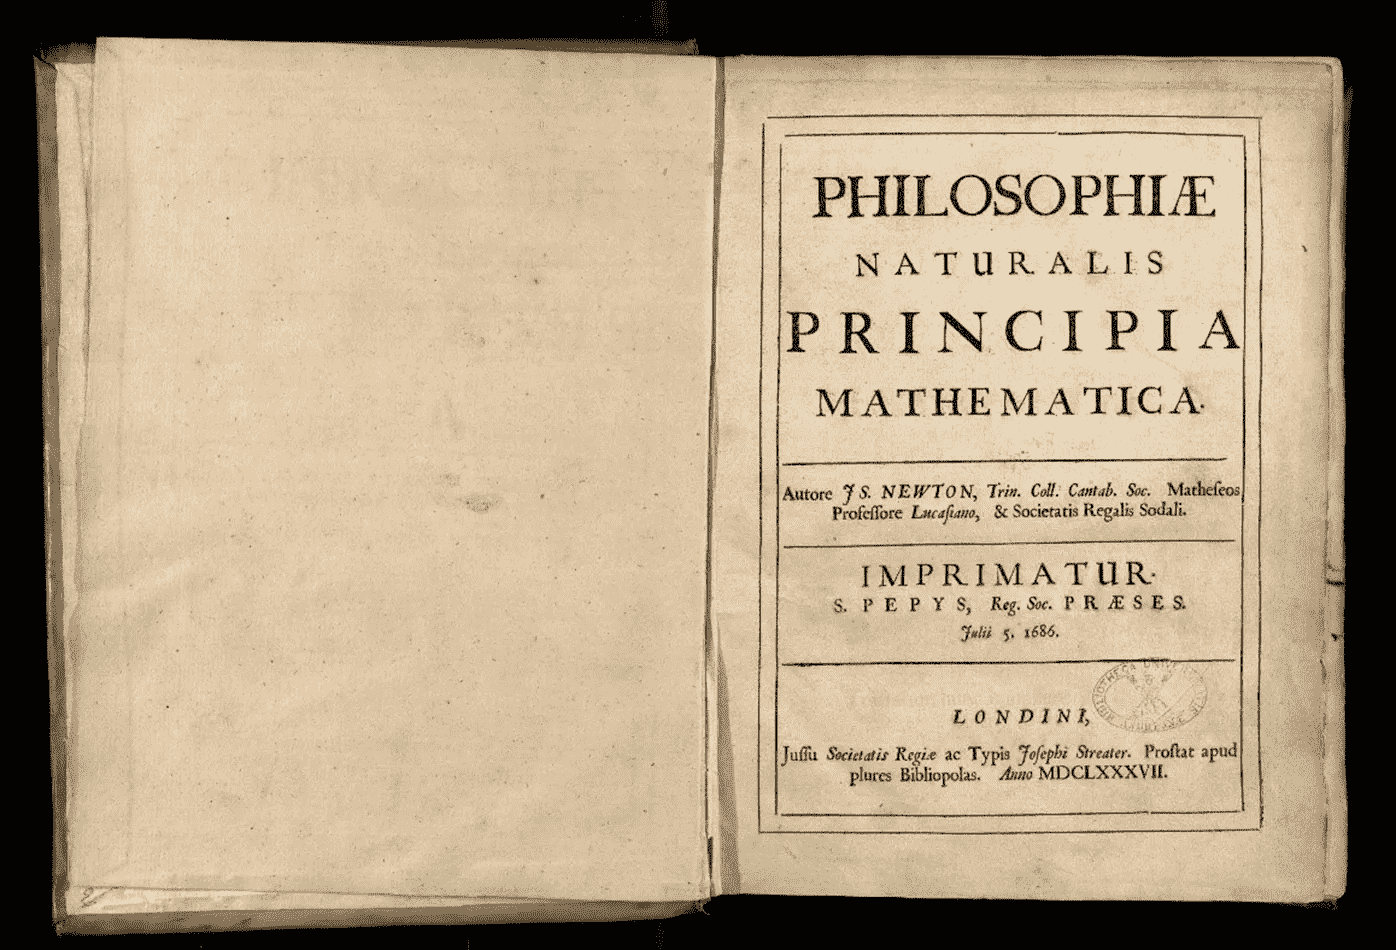 PHILOSOPHIÆ
NATURALIS
PRINCIPIA
MATHEMATICA.
Autore JS. NEWTON, Trin. Coll. Cantab. Soc. Matheſeos
Profeſſore Lucaſiano, & Societatis Regalis Sodali.
IMPRIMATUR.
S. PEPYS, Reg. Soc. PRÆSES.
Julii 5. 1686.
BIBLIOTHECA
LONDINI,
Juſſu Societatis Regiæ ac Typis Joſephi Streater. Proſtat apud
plures Bibliopolas. Anno MDCLXXXVII.